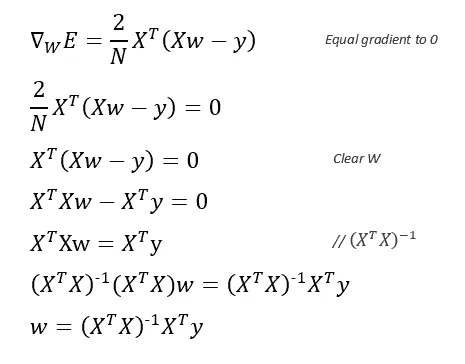 ∇_W E = 2/N X^T (Xw − y) Equal gradient to 0
2/N X^T (Xw − y) = 0
X^T (Xw − y) = 0 Clear W
X^T Xw − X^T y = 0
X^T Xw = X^T y // (X^T X)^−1
(X^T X)^-1 (X^T X)w = (X^T X)^-1 X^T y
w = (X^T X)^-1 X^T y